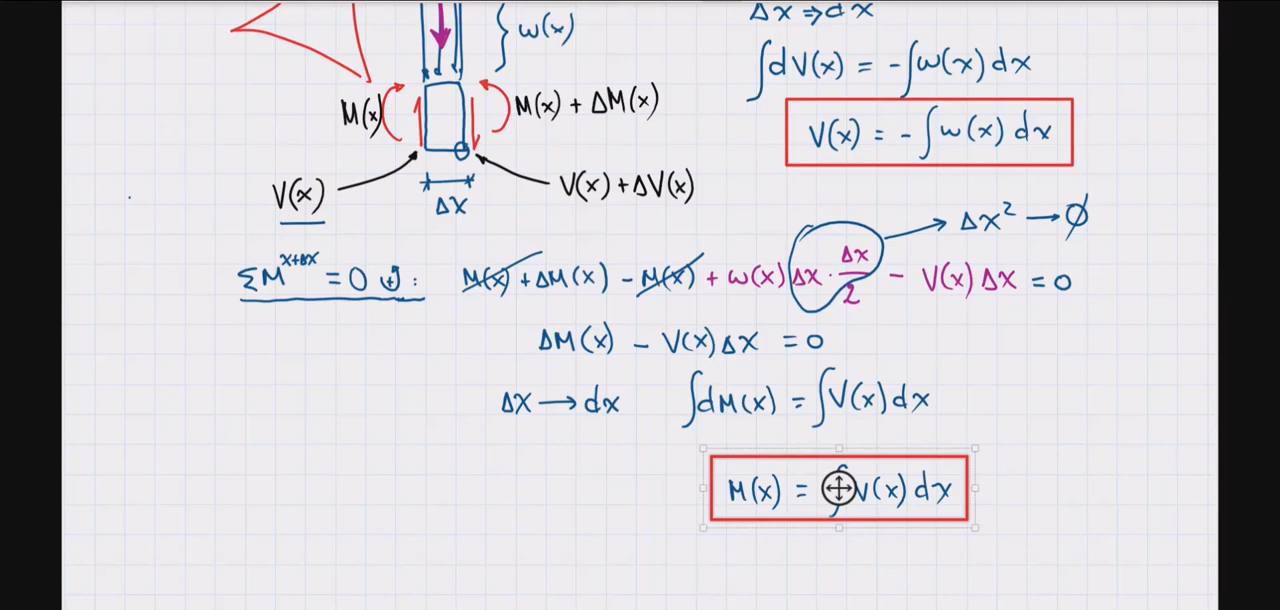 Δx ⇒ dx
w(x)
∫dV(x) = -∫w(x) dx
M(x)
M(x) + ΔM(x)
V(x) = - ∫w(x) dx
V(x)
V(x) + ΔV(x)
Δx
Δx² → ∅
ΣM^{x+Δx} = 0 ↺+ : M(x) + ΔM(x) - M(x) + w(x) Δx · Δx/2 - V(x) Δx = 0
ΔM(x) - V(x) Δx = 0
Δx → dx ∫dM(x) = ∫V(x) dx
M(x) = ∫V(x) dx